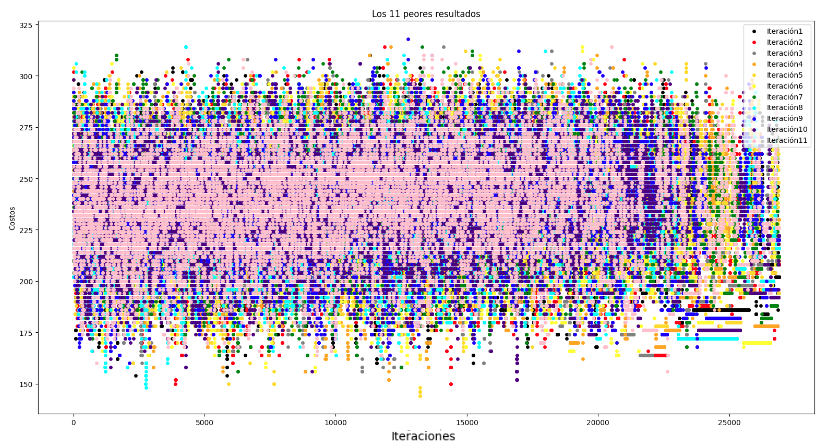 Los 11 peores resultados
325
300
275
250
225
200
175
150
Costos
0
5000
10000
15000
20000
25000
Iteraciones
Iteración1
Iteración2
Iteración3
Iteración4
Iteración5
Iteración6
Iteración7
Iteración8
Iteración9
Iteración10
Iteración11